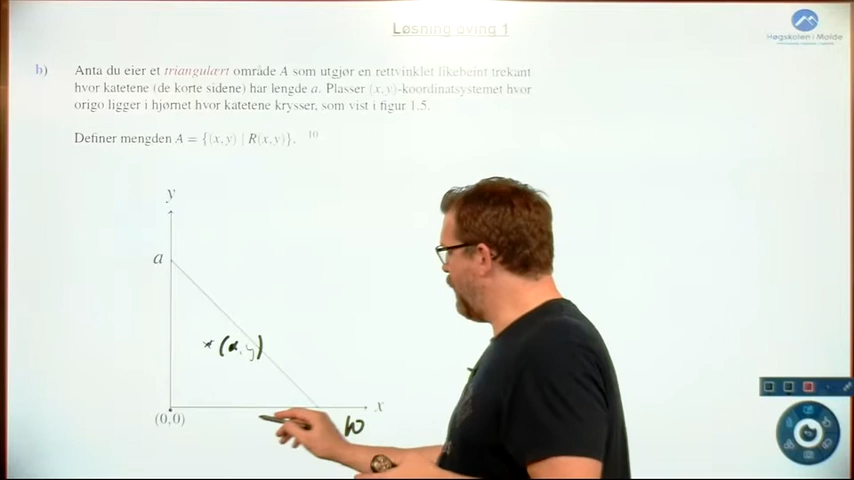 Løsning øving 1
Høgskolen i Molde
b) Anta du eier et triangulært område A som utgjør en rettvinklet likebeint trekant
hvor katetene (de korte sidene) har lengde a. Plasser (x, y)-koordinatsystemet hvor
origo ligger i hjørnet hvor katetene krysser, som vist i figur 1.5.
Definer mengden A = {(x, y) | R(x, y)}. 10
y
a
* (x, y)
(0,0)
x